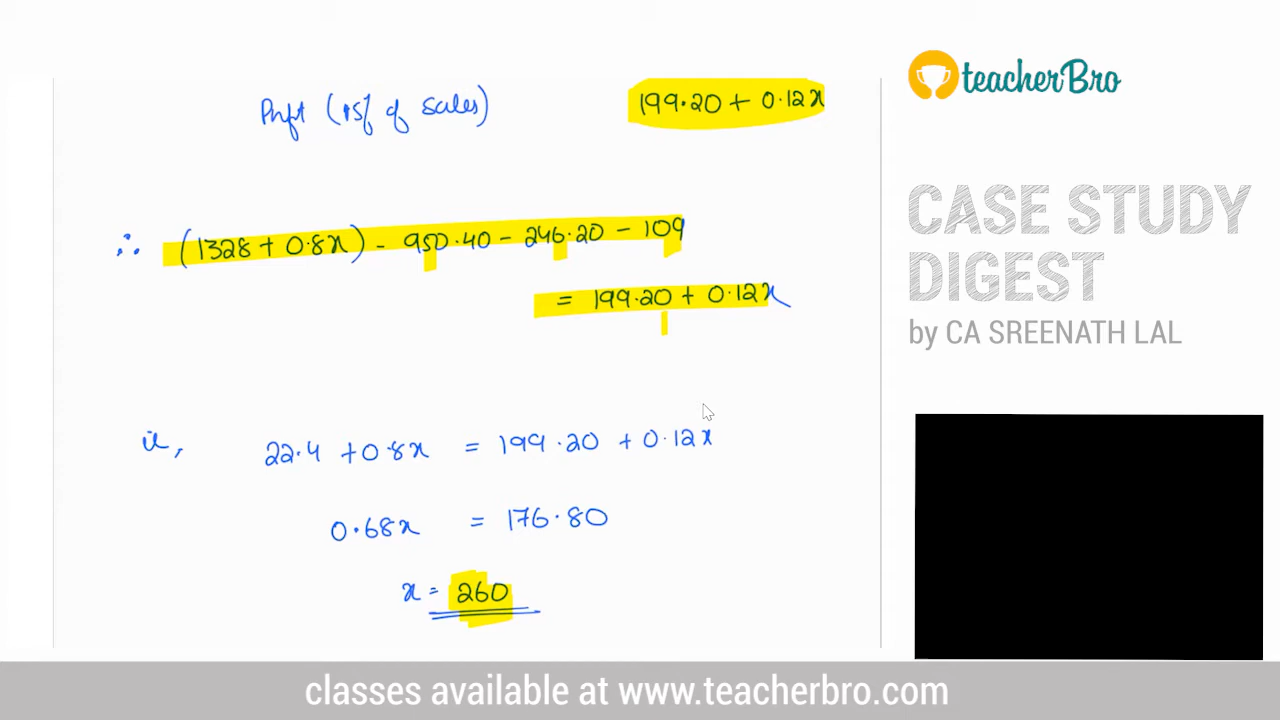 Profit (15% of sales) 199.20 + 0.12x
∴ (1328 + 0.8x) - 950.40 - 246.20 - 109
= 199.20 + 0.12x
ie, 22.4 + 0.8x = 199.20 + 0.12x
0.68x = 176.80
x = 260
teacherBro
CASE STUDY
DIGEST
by CA SREENATH LAL
classes available at www.teacherbro.com